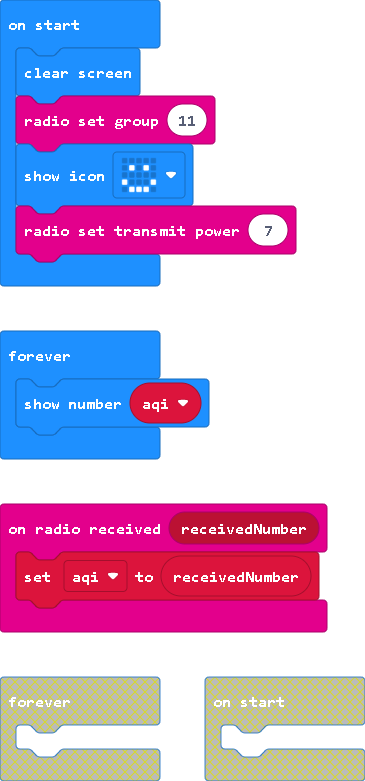 on start
clear screen
radio set group 11
show icon
radio set transmit power 7
forever
show number aqi
on radio received receivedNumber
set aqi to receivedNumber
forever
on start